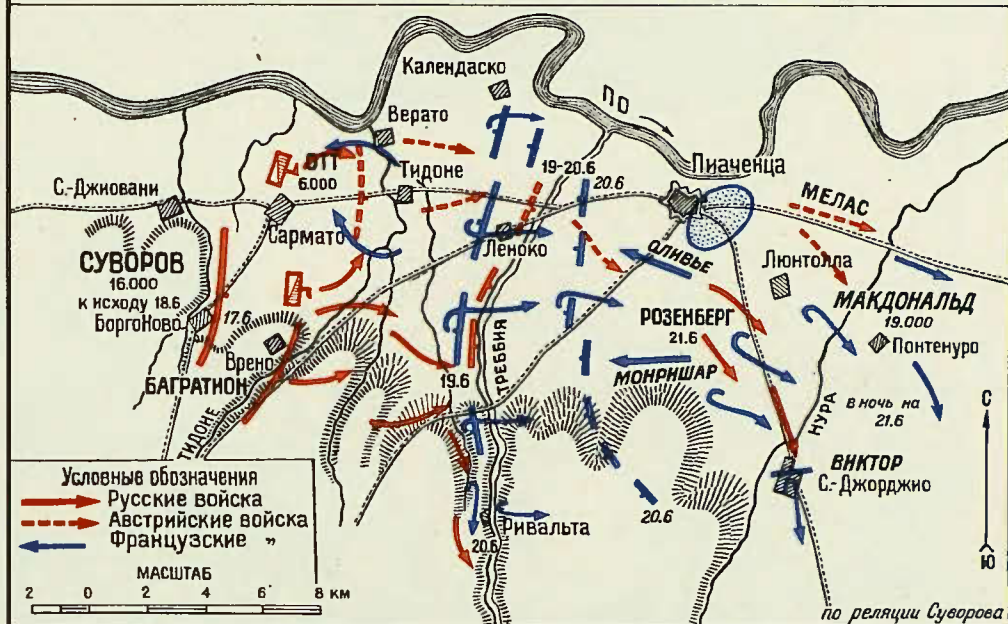 Календаско
ПО
Верато
ОТТ
6.000
Тидоне
19-20.6
20.6
Пиаченца
С.-Джиовани
МЕЛАС
Сармато
Леноко
ОЛИВЬЕ
Люнтолла
СУВОРОВ
16.000
к исходу 18.6
БоргоНово
17.6
МАКДОНАЛЬД
19.000
РОЗЕНБЕРГ
21.6
Понтенуро
Врено
БАГРАТИОН
19.6
ТРЕББИЯ
МОНРИШАР
НУРА
в ночь на
21.6
ТИДОНЕ
С
Ю
ВИКТОР
С.-Джорджио
20.6
Ривальта
20.6
Условные обозначения
Русские войска
Австрийские войска
Французские "
МАСШТАБ
2 0 2 4 6 8 км
по реляции Суворова